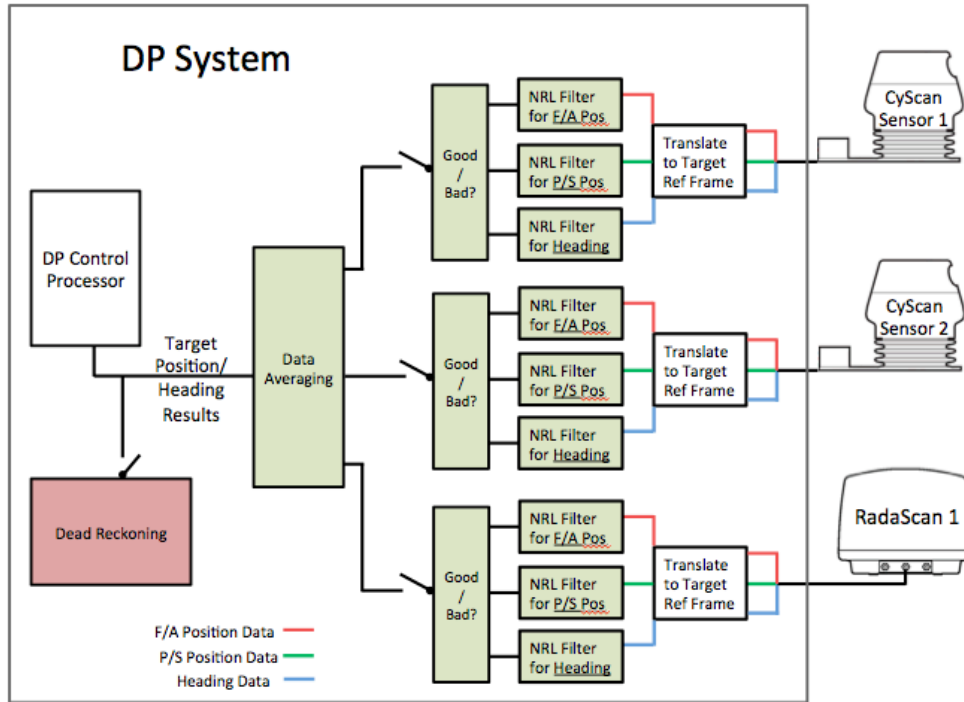 DP System
DP Control
Processor
Target
Position/
Heading
Results
Dead Reckoning
Data
Averaging
Good
/
Bad?
NRL Filter
for F/A Pos
NRL Filter
for P/S Pos
NRL Filter
for Heading
Translate
to Target
Ref Frame
CyScan
Sensor 1
Good
/
Bad?
NRL Filter
for F/A Pos
NRL Filter
for P/S Pos
NRL Filter
for Heading
Translate
to Target
Ref Frame
CyScan
Sensor 2
Good
/
Bad?
NRL Filter
for F/A Pos
NRL Filter
for P/S Pos
NRL Filter
for Heading
Translate
to Target
Ref Frame
RadaScan 1
F/A Position Data
P/S Position Data
Heading Data